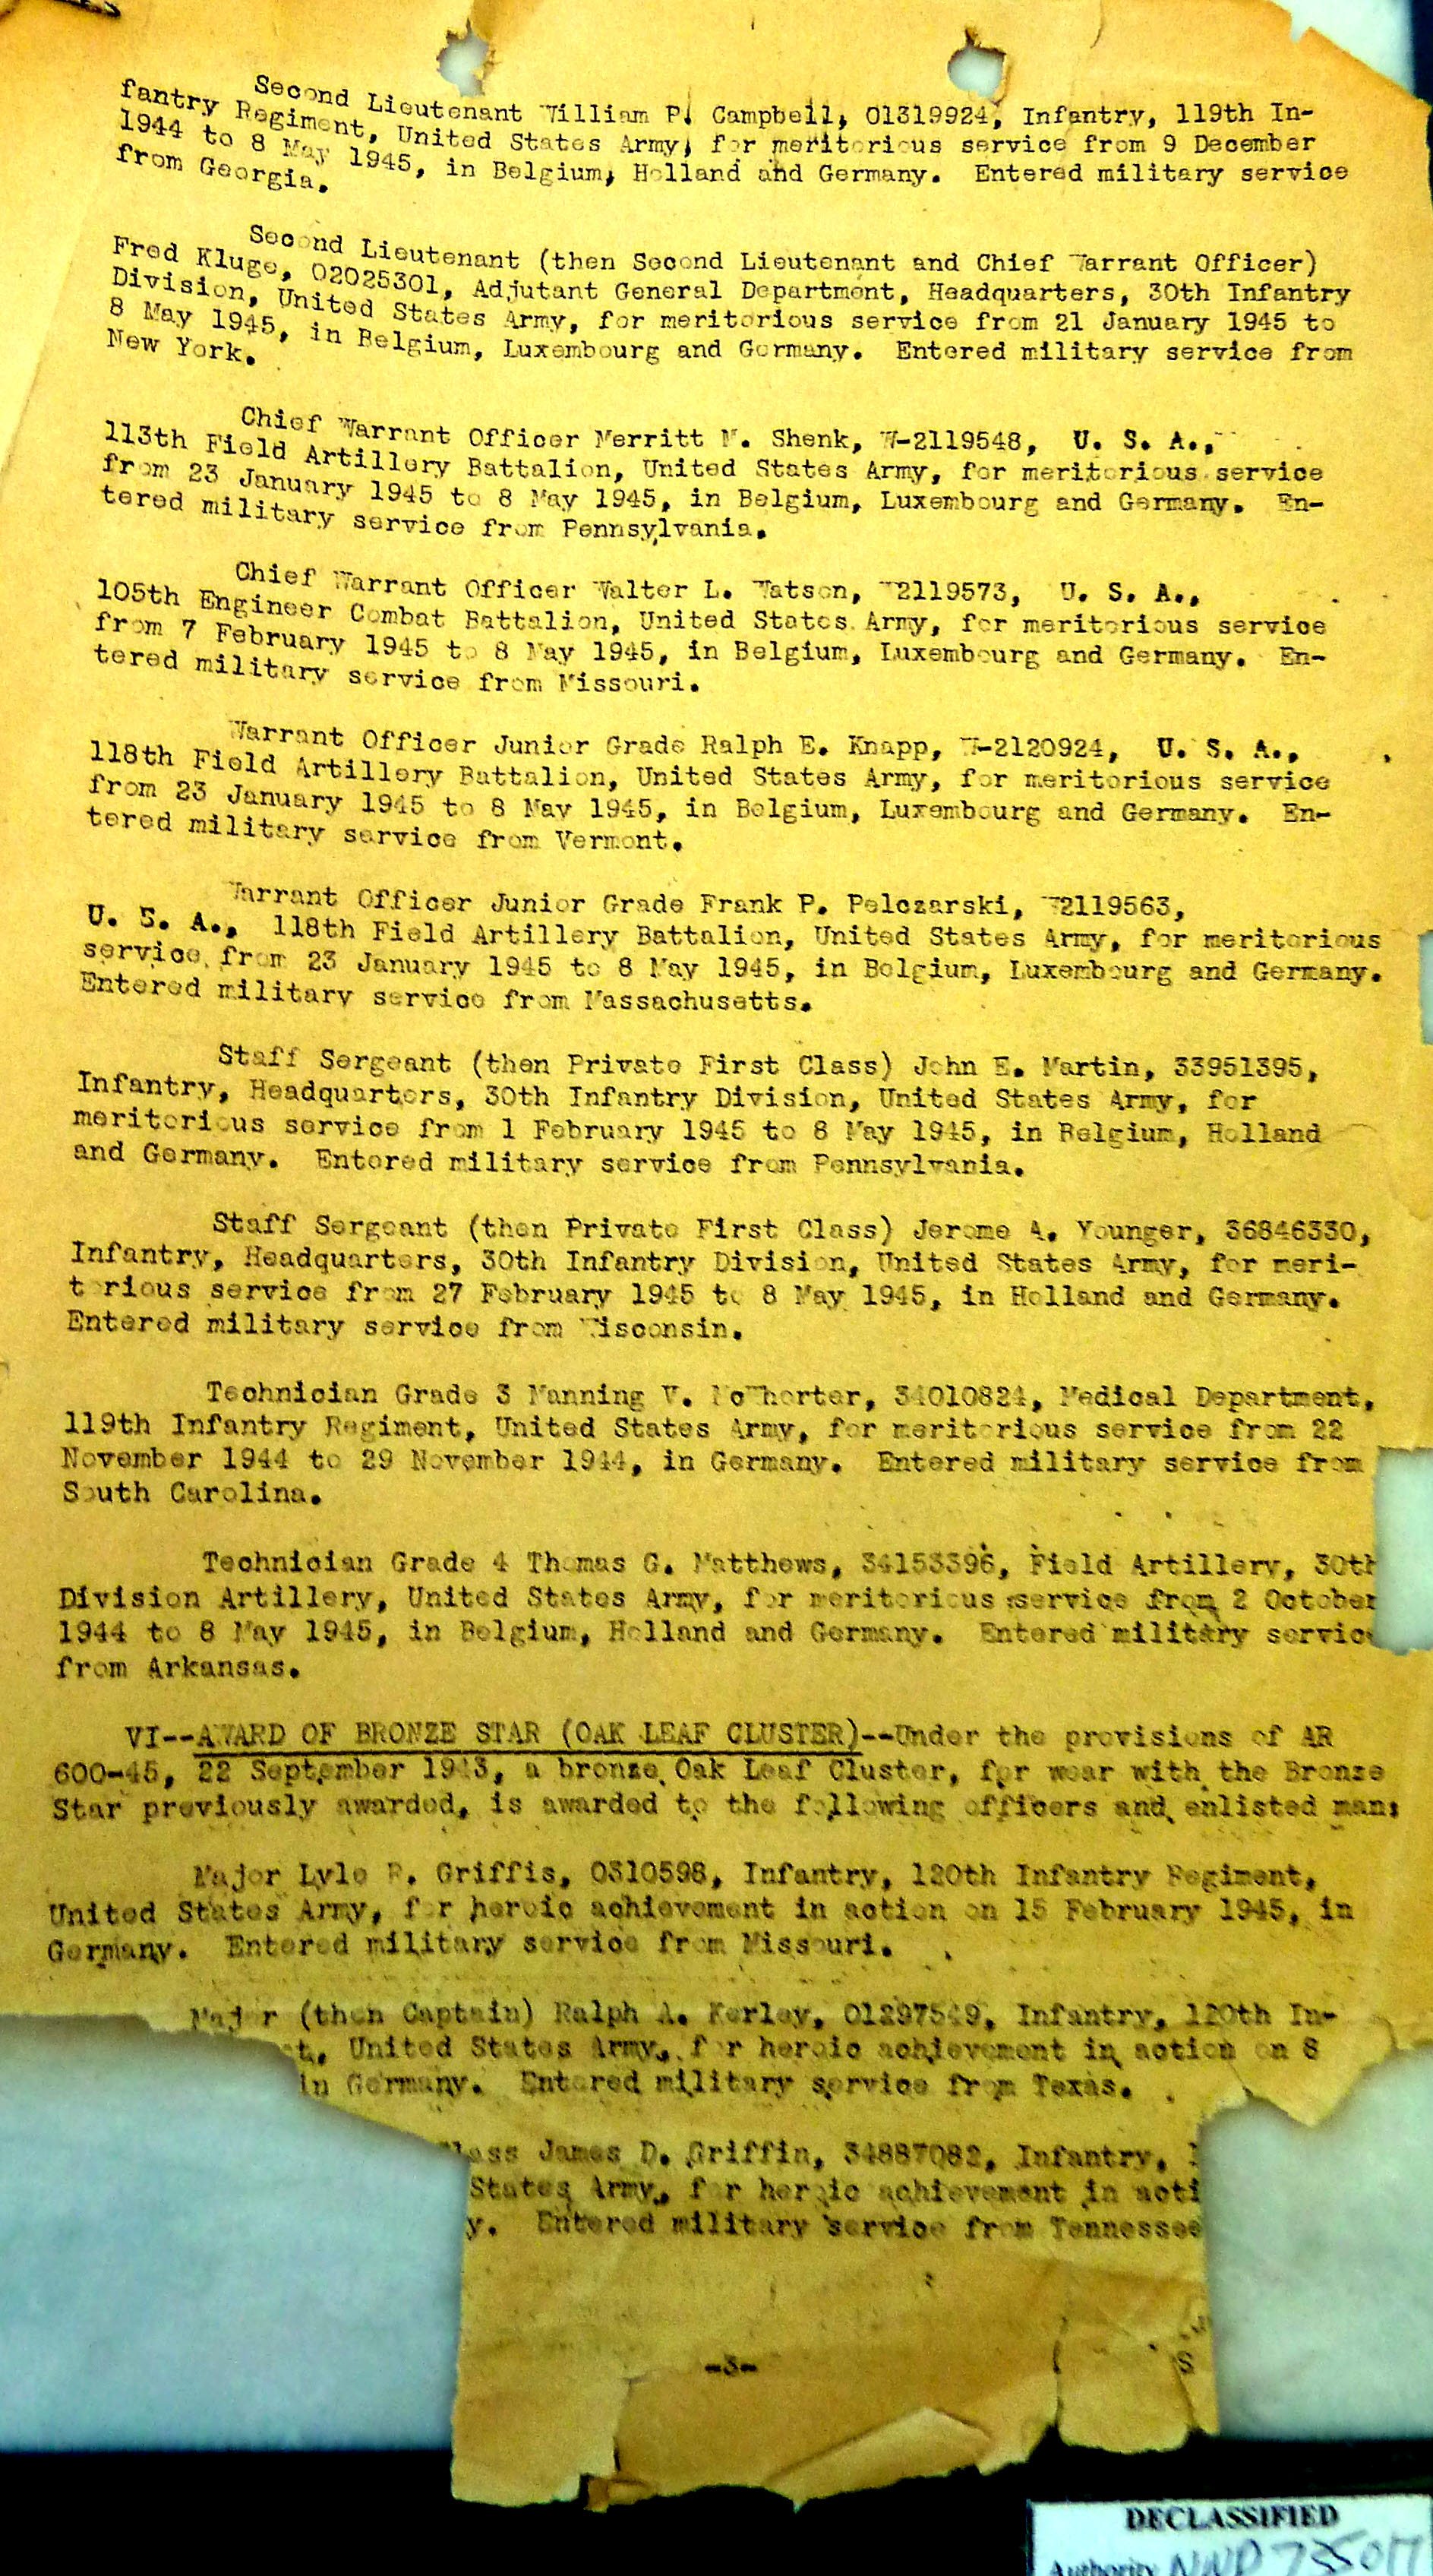 Second Lieutenant William P. Campbell, 01319924, Infantry, 119th In-
fantry Regiment, United States Army, for meritorious service from 9 December
1944 to 8 May 1945, in Belgium, Holland and Germany. Entered military service
from Georgia.
Second Lieutenant (then Second Lieutenant and Chief Warrant Officer)
Fred Kluge, 02025301, Adjutant General Department, Headquarters, 30th Infantry
Division, United States Army, for meritorious service from 21 January 1945 to
8 May 1945, in Belgium, Luxembourg and Germany. Entered military service from
New York.
Chief Warrant Officer Merritt M. Shenk, W-2119548, U. S. A.,
113th Field Artillery Battalion, United States Army, for meritorious service
from 23 January 1945 to 8 May 1945, in Belgium, Luxembourg and Germany. En-
tered military service from Pennsylvania.
Chief Warrant Officer Walter L. Watson, W2119573, U. S. A.,
105th Engineer Combat Battalion, United States Army, for meritorious service
from 7 February 1945 to 8 May 1945, in Belgium, Luxembourg and Germany. En-
tered military service from Missouri.
Warrant Officer Junior Grade Ralph E. Knapp, W-2120924, U. S. A.,
118th Field Artillery Battalion, United States Army, for meritorious service
from 23 January 1945 to 8 May 1945, in Belgium, Luxembourg and Germany. En-
tered military service from Vermont.
Warrant Officer Junior Grade Frank P. Pelczarski, W2119563,
U. S. A., 118th Field Artillery Battalion, United States Army, for meritorious
service from 23 January 1945 to 8 May 1945, in Belgium, Luxembourg and Germany.
Entered military service from Massachusetts.
Staff Sergeant (then Private First Class) John E. Martin, 33951395,
Infantry, Headquarters, 30th Infantry Division, United States Army, for
meritorious service from 1 February 1945 to 8 May 1945, in Belgium, Holland
and Germany. Entered military service from Pennsylvania.
Staff Sergeant (then Private First Class) Jerome A. Younger, 36846330,
Infantry, Headquarters, 30th Infantry Division, United States Army, for meri-
torious service from 27 February 1945 to 8 May 1945, in Holland and Germany.
Entered military service from Wisconsin.
Technician Grade 3 Manning V. McWhorter, 34010824, Medical Department,
119th Infantry Regiment, United States Army, for meritorious service from 22
November 1944 to 29 November 1944, in Germany. Entered military service from
South Carolina.
Technician Grade 4 Thomas G. Matthews, 34153396, Field Artillery, 30th
Division Artillery, United States Army, for meritorious service from 2 October
1944 to 8 May 1945, in Belgium, Holland and Germany. Entered military service
from Arkansas.
VI--AWARD OF BRONZE STAR (OAK LEAF CLUSTER)--Under the provisions of AR
600-45, 22 September 1943, a bronze Oak Leaf Cluster, for wear with the Bronze
Star previously awarded, is awarded to the following officers and enlisted man:
Major Lyle R. Griffis, 0310598, Infantry, 120th Infantry Regiment,
United States Army, for heroic achievement in action on 15 February 1945, in
Germany. Entered military service from Missouri.
Major (then Captain) Ralph A. Kerley, 01297549, Infantry, 120th In-
t, United States Army, for heroic achievement in action on 8
in Germany. Entered military service from Texas.
lass James D. Griffin, 34887082, Infantry,
States Army, for heroic achievement in acti
y. Entered military service from Tennessee
-3-
S
DECLASSIFIED
Authority NND 735017